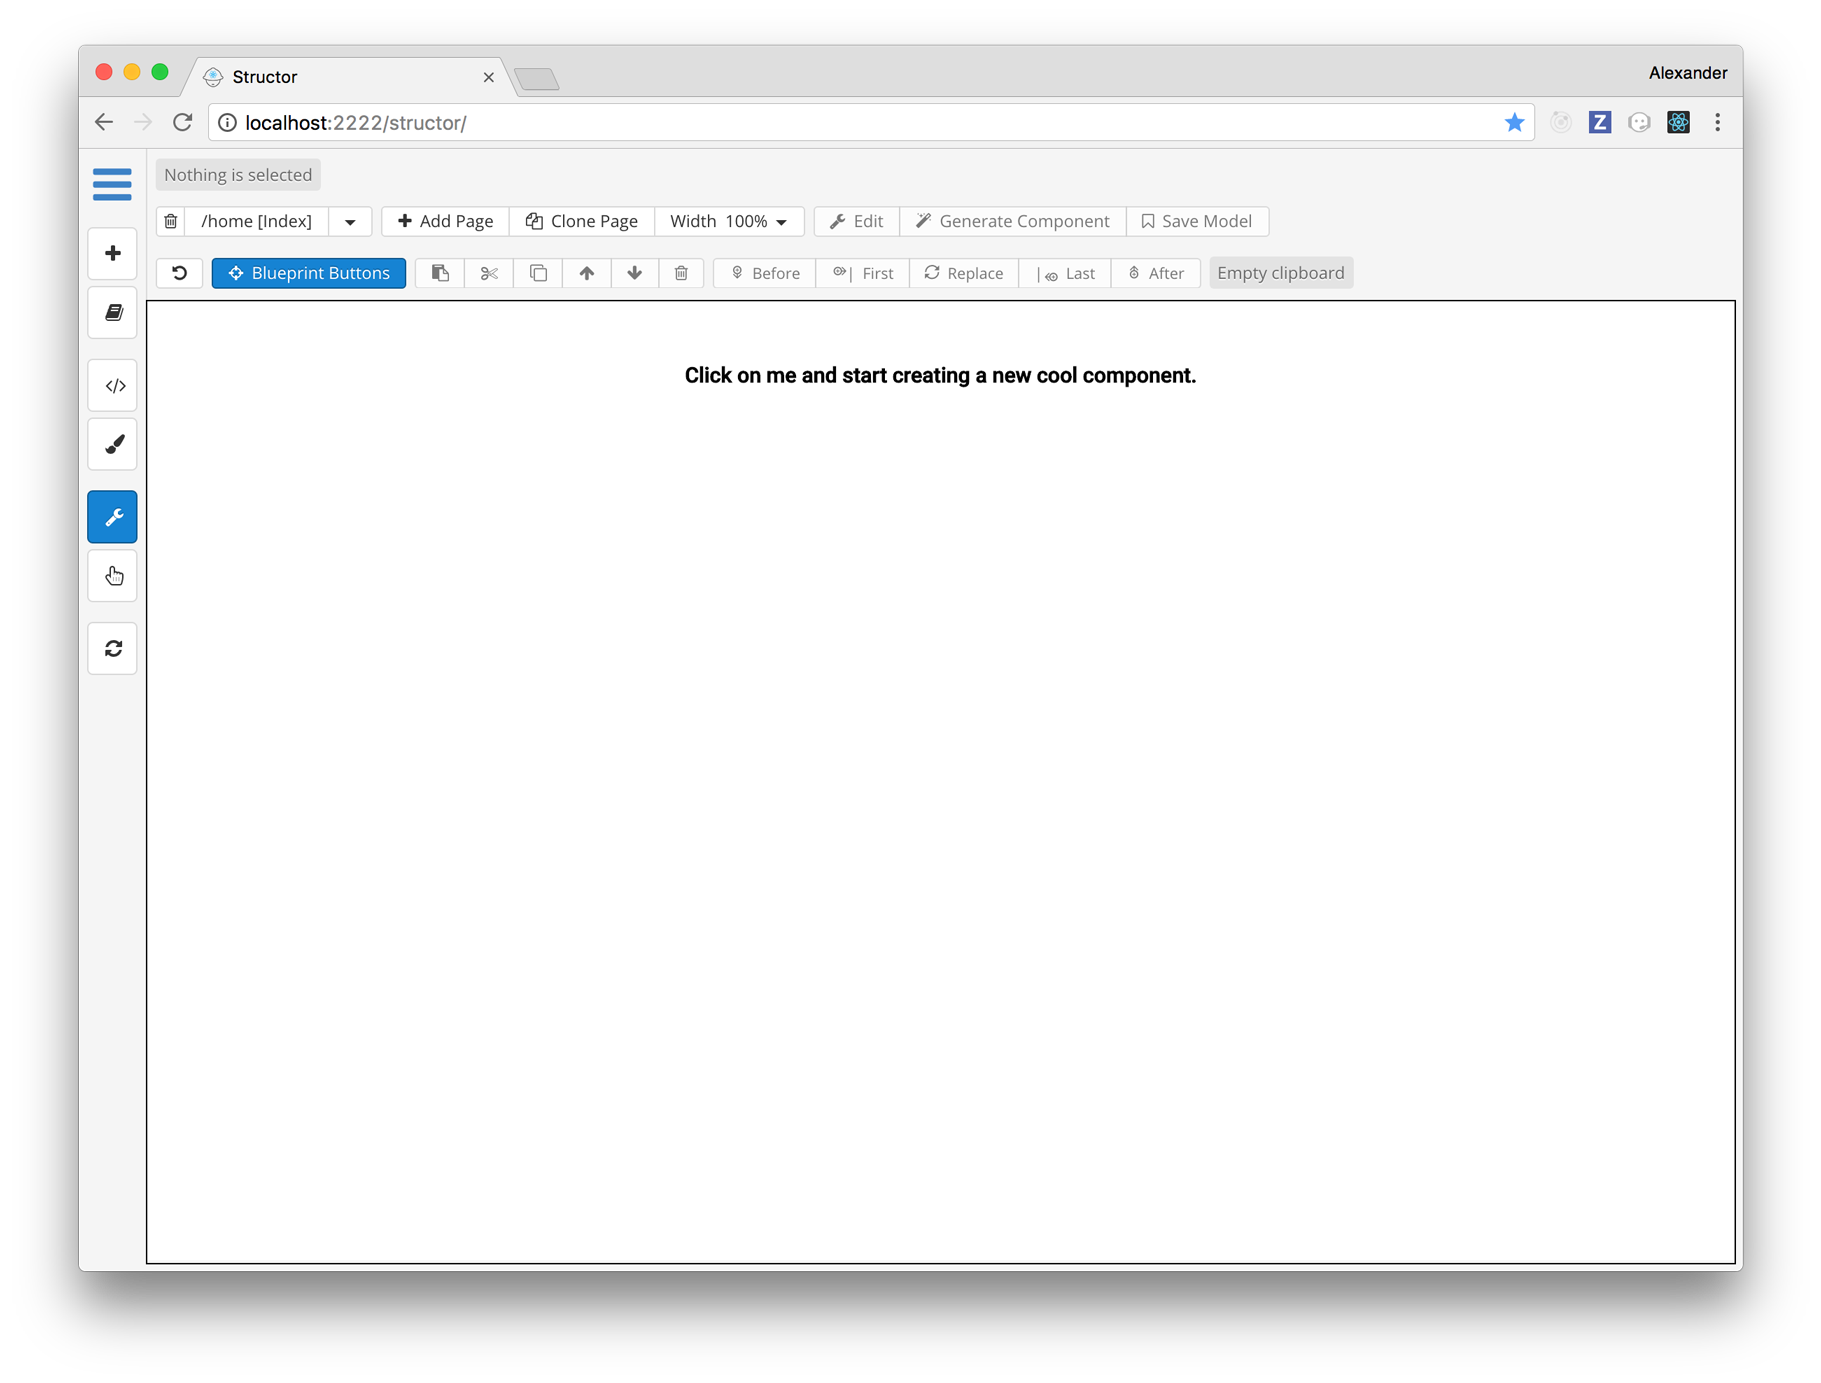 Structor
Alexander
localhost:2222/structor/
Z
Nothing is selected
/home [Index] Add Page Clone Page Width 100% Edit Generate Component Save Model
Blueprint Buttons Before First Replace Last After Empty clipboard
Click on me and start creating a new cool component.